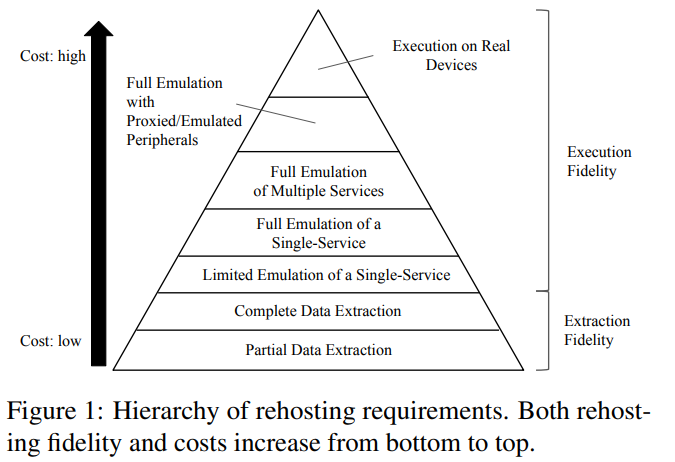 Cost: high
Execution on Real
Devices
Full Emulation
with
Proxied/Emulated
Peripherals
Execution
Fidelity
Full Emulation
of Multiple Services
Full Emulation of a
Single-Service
Limited Emulation of a Single-Service
Complete Data Extraction
Extraction
Fidelity
Cost: low
Partial Data Extraction
Figure 1: Hierarchy of rehosting requirements. Both rehost-
ing fidelity and costs increase from bottom to top.